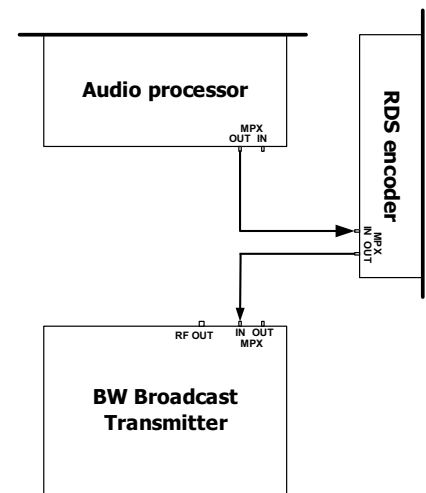 Audio processor
MPX
OUT IN
RDS encoder
IN OUT
MPX
RF OUT
IN OUT
MPX
BW Broadcast
Transmitter